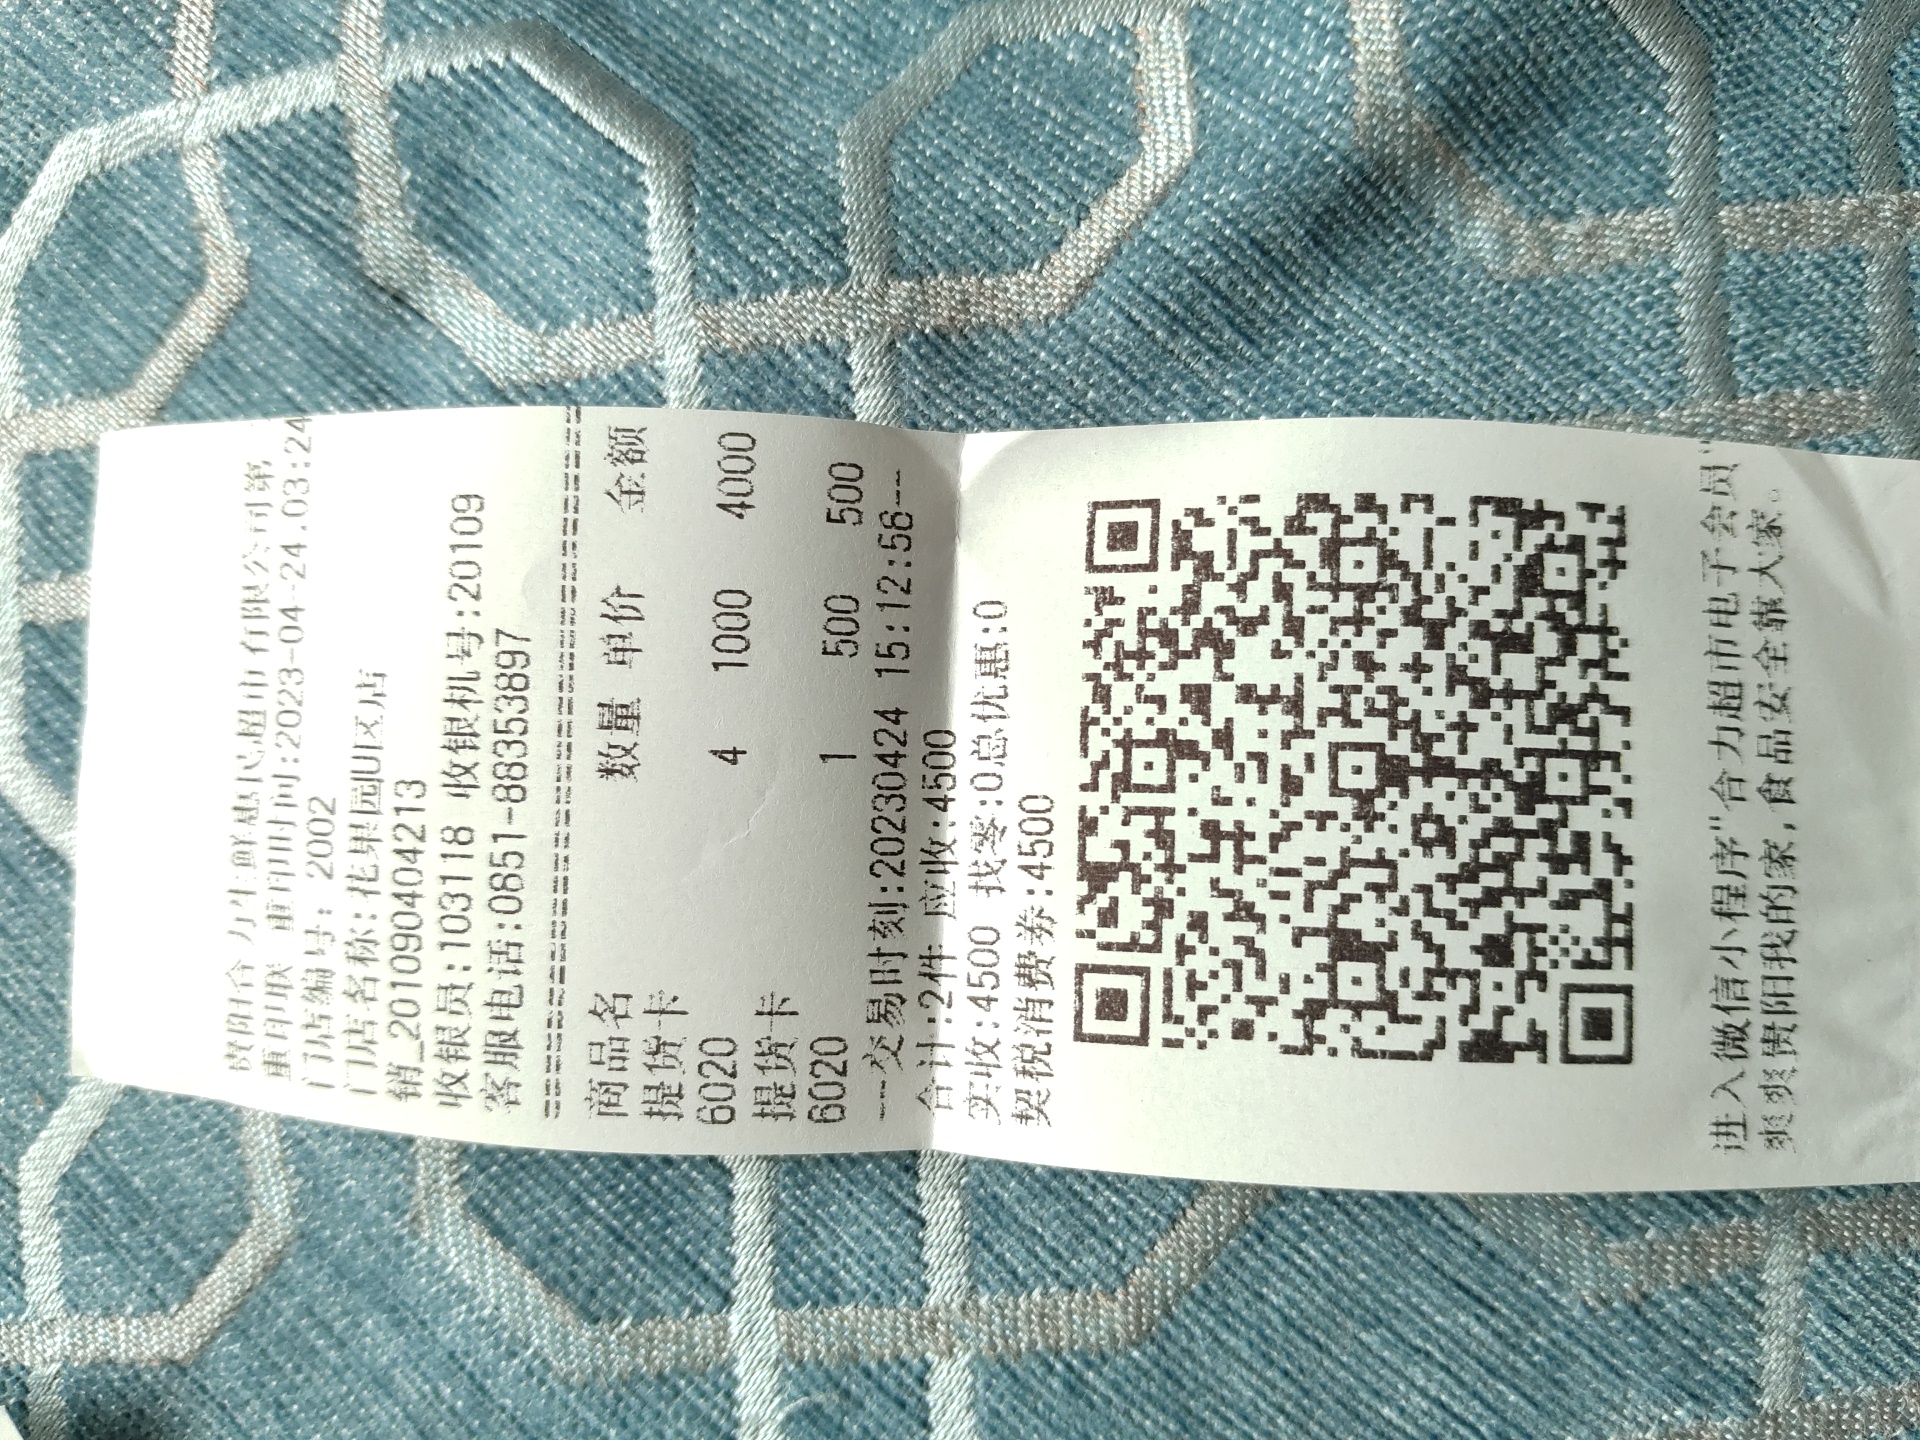 贵阳合力生鲜惠民超市有限公司第
重印联 重印时间:2023-04-24.03:24
门店编号: 2002
门店名称:花果园U区店
销_201090404213
收银员:103118 收银机号:20109
客服电话:0851-88353897
商品名 数量 单价 金额
提货卡
6020 4 1000 4000
提货卡
6020 1 500 500
---交易时刻:20230424 15:12:56---
合计:2件 应收:4500
实收:4500 找零:0总优惠:0
契税消费券:4500
进入微信小程序"合力超市电子会员"
爽爽贵阳我的家,食品安全靠大家。